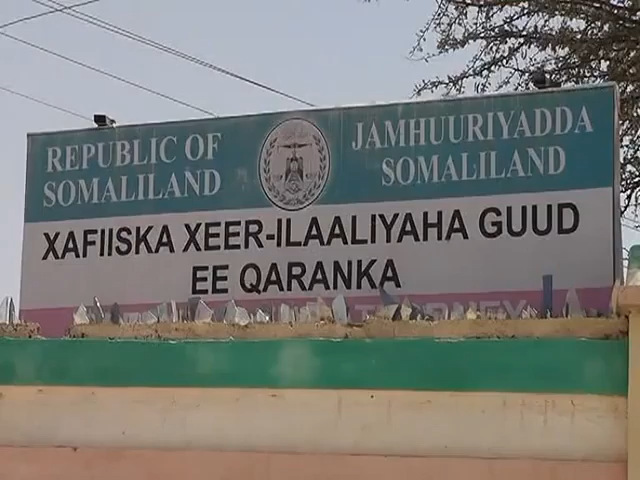 REPUBLIC OF
SOMALILAND
JAMHUURIYADDA
SOMALILAND
XAFIISKA XEER-ILAALIYAHA GUUD
EE QARANKA